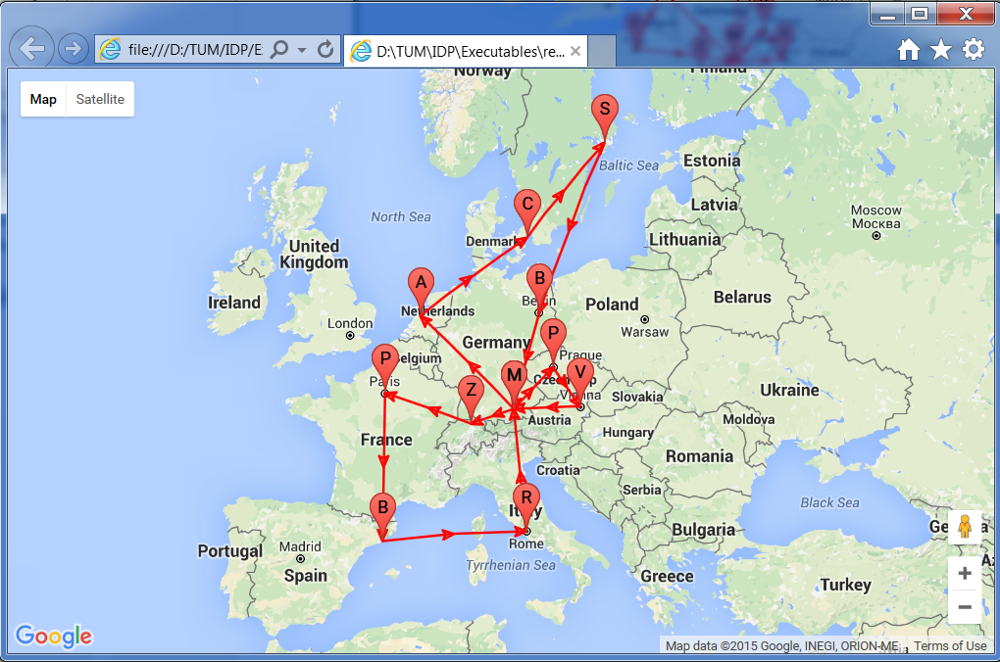 file:///D:/TUM/IDP/E:
D:\TUM\IDP\Executables\re...
Map
Satellite
Norway
Finland
S
Baltic Sea
Estonia
C
North Sea
Latvia
Moscow
Москва
Denmark
Lithuania
United
Kingdom
A
B
Ireland
Netherlands
Berlin
Poland
Belarus
London
Warsaw
P
Germany
Prague
P
Belgium
M
V
Paris
Z
Vienna
Slovakia
Ukraine
Austria
Moldova
France
Hungary
Romania
Croatia
Serbia
B
R
Italy
Black Sea
Bulgaria
Portugal
Madrid
Rome
Spain
Tyrrhenian Sea
Greece
Turkey
Google
Map data ©2015 Google, INEGI, ORION-ME
Terms of Use